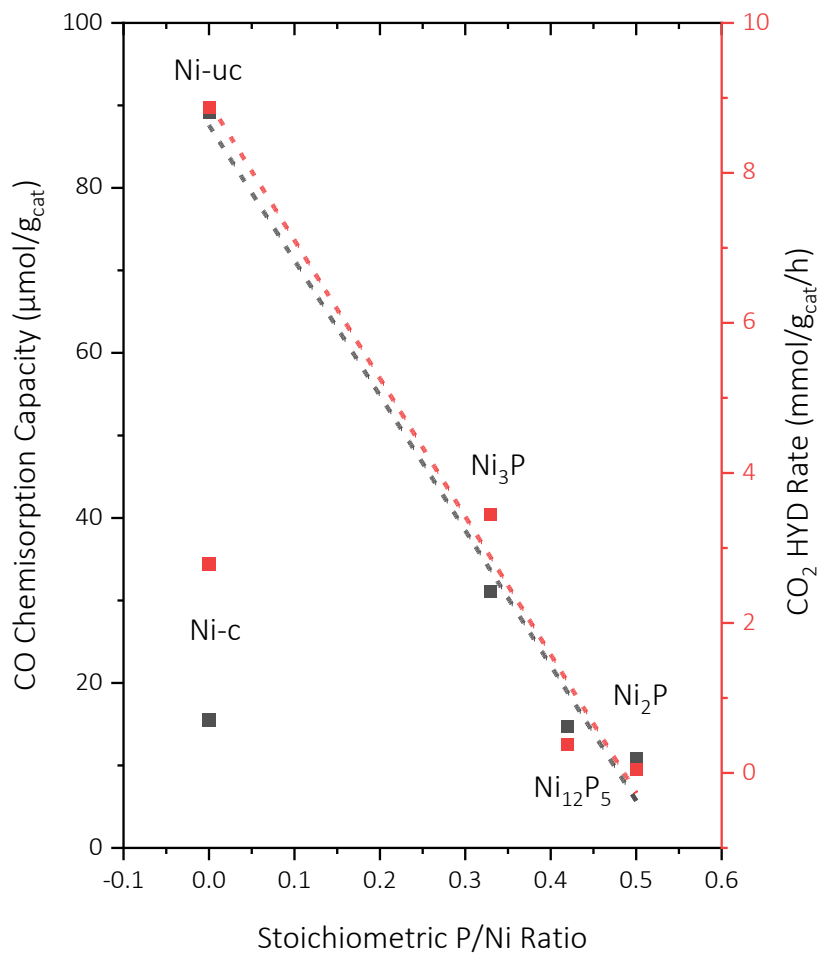 100
80
60
40
20
0
CO Chemisorption Capacity (μmol/g_cat)
10
8
6
4
2
0
CO₂ HYD Rate (mmol/g_cat/h)
Ni-uc
Ni₃P
Ni-c
Ni₂P
Ni₁₂P₅
-0.1 0.0 0.1 0.2 0.3 0.4 0.5 0.6
Stoichiometric P/Ni Ratio